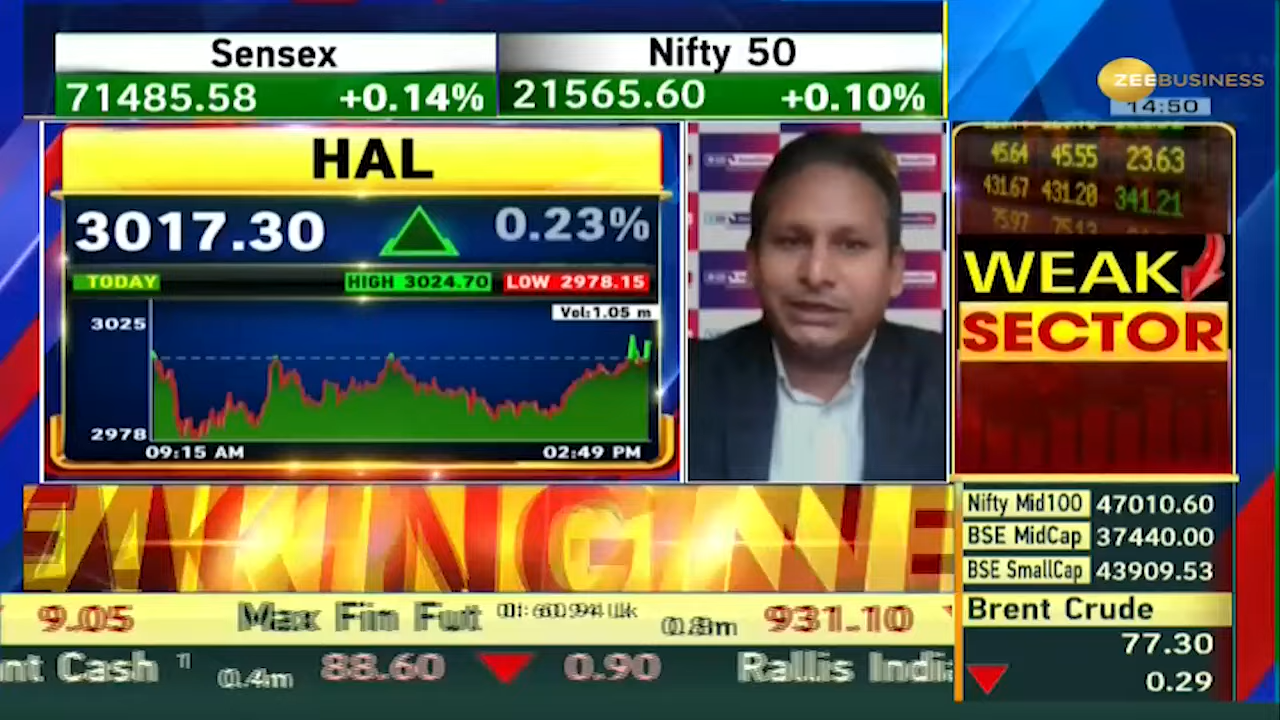 Sensex
71485.58 +0.14%
Nifty 50
21565.60 +0.10%
ZEEBUSINESS
14:50
HAL
3017.30 0.23%
TODAY HIGH 3024.70 LOW 2978.15
Vol:1.05 m
3025
2978
09:15 AM 02:49 PM
45.64 45.55 23.63
431.67 431.20 341.21
WEAK
SECTOR
Nifty Mid100 47010.60
BSE MidCap 37440.00
BSE SmallCap 43909.53
Brent Crude
77.30
0.29
9.05 Max Fin Fut 931.10
nt Cash 0.4m 88.60 0.90 Rallis India